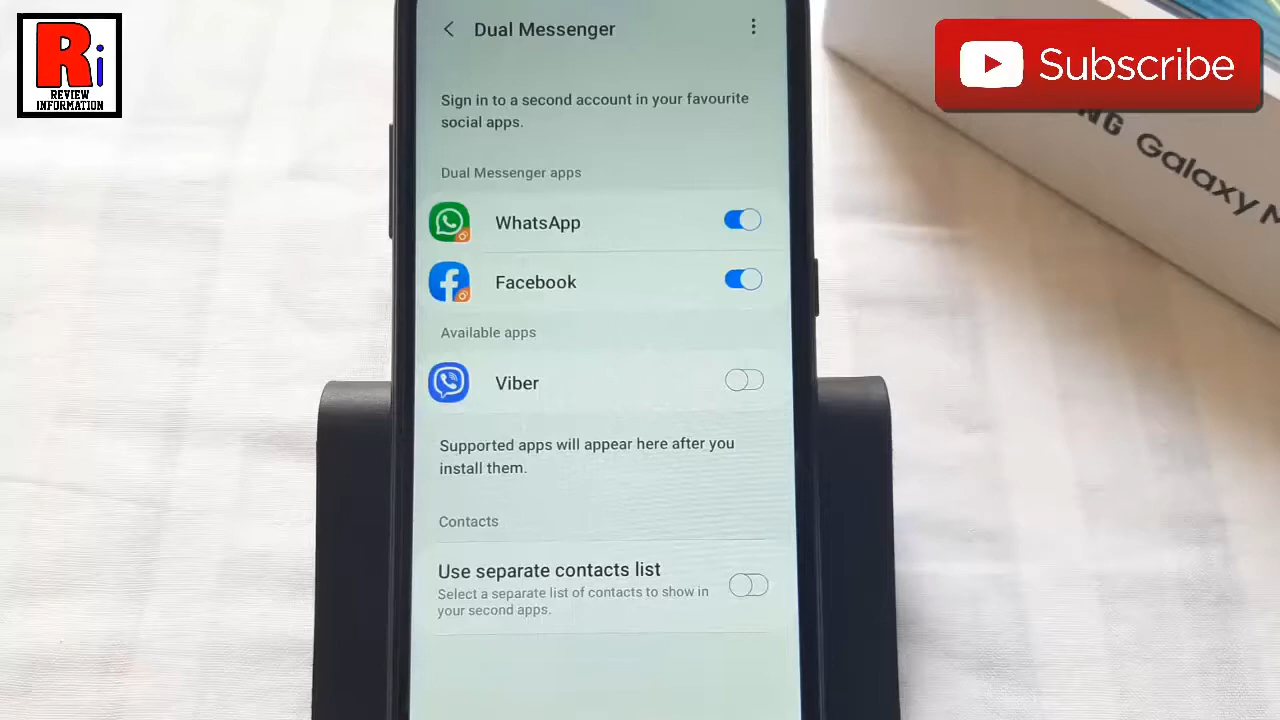 Ri
REVIEW
INFORMATION
Dual Messenger
Subscribe
Galaxy
Sign in to a second account in your favourite
social apps.
Dual Messenger apps
WhatsApp
Facebook
Available apps
Viber
Supported apps will appear here after you
install them.
Contacts
Use separate contacts list
Select a separate list of contacts to show in
your second apps.